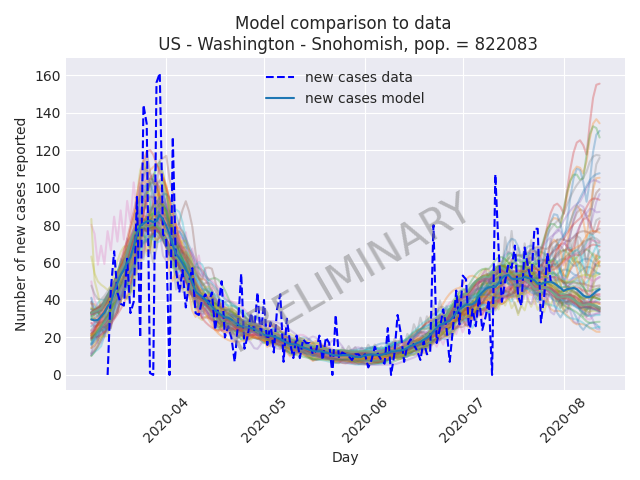 Model comparison to data
US - Washington - Snohomish, pop. = 822083
new cases data
new cases model
160
140
120
100
80
60
40
20
0
Number of new cases reported
2020-04
2020-05
2020-06
2020-07
2020-08
Day